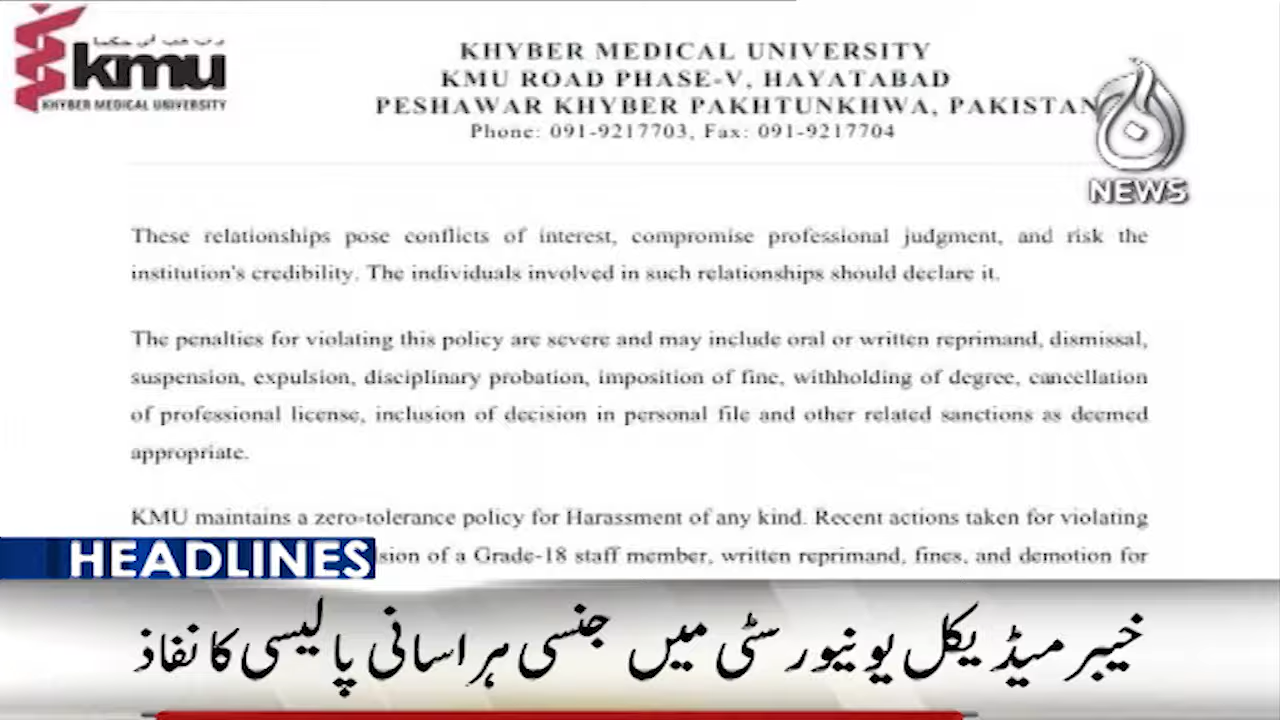 رب هب لی حکما
kmu
KHYBER MEDICAL UNIVERSITY
KHYBER MEDICAL UNIVERSITY
KMU ROAD PHASE-V, HAYATABAD
PESHAWAR KHYBER PAKHTUNKHWA, PAKISTAN
Phone: 091-9217703, Fax: 091-9217704
NEWS
These relationships pose conflicts of interest, compromise professional judgment, and risk the
institution's credibility. The individuals involved in such relationships should declare it.
The penalties for violating this policy are severe and may include oral or written reprimand, dismissal,
suspension, expulsion, disciplinary probation, imposition of fine, withholding of degree, cancellation
of professional license, inclusion of decision in personal file and other related sanctions as deemed
appropriate.
KMU maintains a zero-tolerance policy for Harassment of any kind. Recent actions taken for violating
of a Grade-18 staff member, written reprimand, fines, and demotion for
HEADLINES
خیبر میڈیکل یونیورسٹی میں جنسی ہراسانی پالیسی کا نفاذ